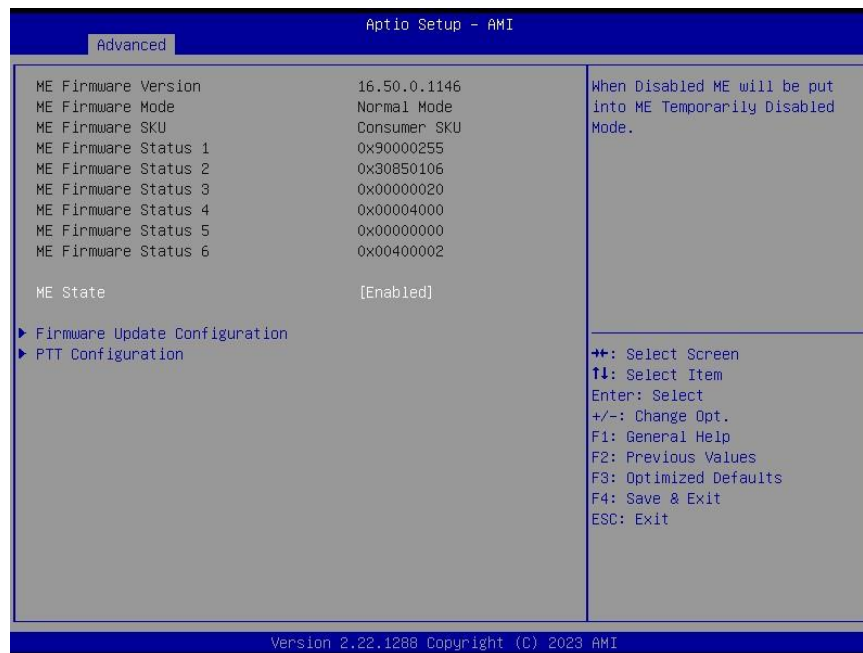 Aptio Setup - AMI
Advanced
ME Firmware Version 16.50.0.1146
ME Firmware Mode Normal Mode
ME Firmware SKU Consumer SKU
ME Firmware Status 1 0x90000255
ME Firmware Status 2 0x30850106
ME Firmware Status 3 0x00000020
ME Firmware Status 4 0x00004000
ME Firmware Status 5 0x00000000
ME Firmware Status 6 0x00400002
ME State [Enabled]
Firmware Update Configuration
PTT Configuration
When Disabled ME will be put
into ME Temporarily Disabled
Mode.
→←: Select Screen
↑↓: Select Item
Enter: Select
+/-: Change Opt.
F1: General Help
F2: Previous Values
F3: Optimized Defaults
F4: Save & Exit
ESC: Exit
Version 2.22.1288 Copyright (C) 2023 AMI